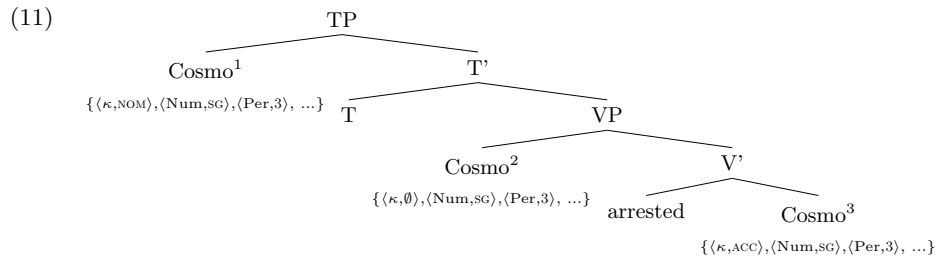 (11)
TP
Cosmo¹
T'
{⟨κ,NOM⟩,⟨Num,SG⟩,⟨Per,3⟩, ...}
T
VP
Cosmo²
V'
{⟨κ,∅⟩,⟨Num,SG⟩,⟨Per,3⟩, ...}
arrested
Cosmo³
{⟨κ,ACC⟩,⟨Num,SG⟩,⟨Per,3⟩, ...}